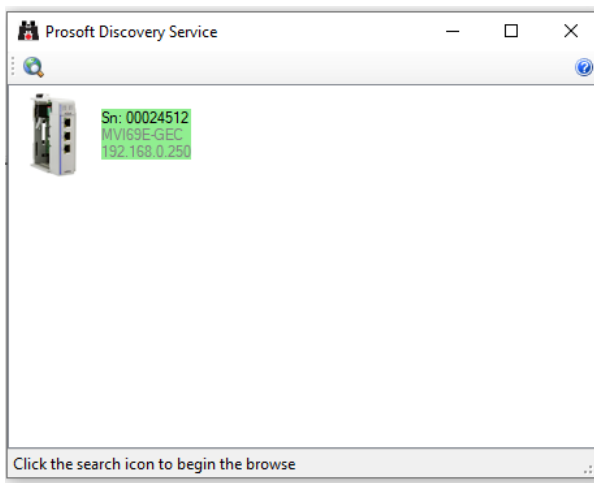 Prosoft Discovery Service
Sn: 00024512
MVI69E-GEC
192.168.0.250
Click the search icon to begin the browse